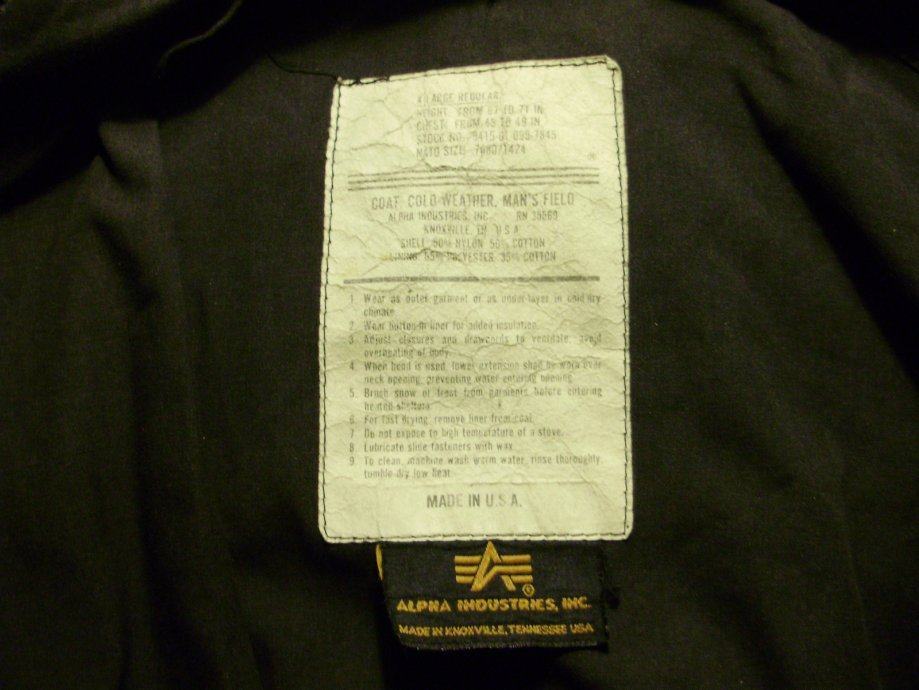 X LARGE REGULAR
HEIGHT: FROM 67 TO 71 IN
CHEST: FROM 45 TO 49 IN
STOCK NO. 8415-01-099-7845
NATO SIZE
COAT, COLD WEATHER, MAN'S FIELD
ALPHA INDUSTRIES, INC. RN 35569
KNOXVILLE, TN U.S.A.
SHELL 50% NYLON 50% COTTON
LINING 65% POLYESTER 35% COTTON
1. Wear as outer garment or as under-layer in cold dry
climate.
2. Wear button-in liner for added insulation.
3. Adjust closures and drawcords to ventilate, avoid
overheating of body.
4. When hood is used, lower extension shall be worn over
neck opening, preventing water entering opening.
5. Brush snow or frost from garments before entering
heated shelters.
6. For fast drying, remove liner from coat.
7. Do not expose to high temperature of a stove.
8. Lubricate slide fasteners with wax.
9. To clean, machine wash warm water, rinse thoroughly
tumble dry low heat.
MADE IN U.S.A.
ALPHA INDUSTRIES, INC.
MADE IN KNOXVILLE, TENNESSEE USA